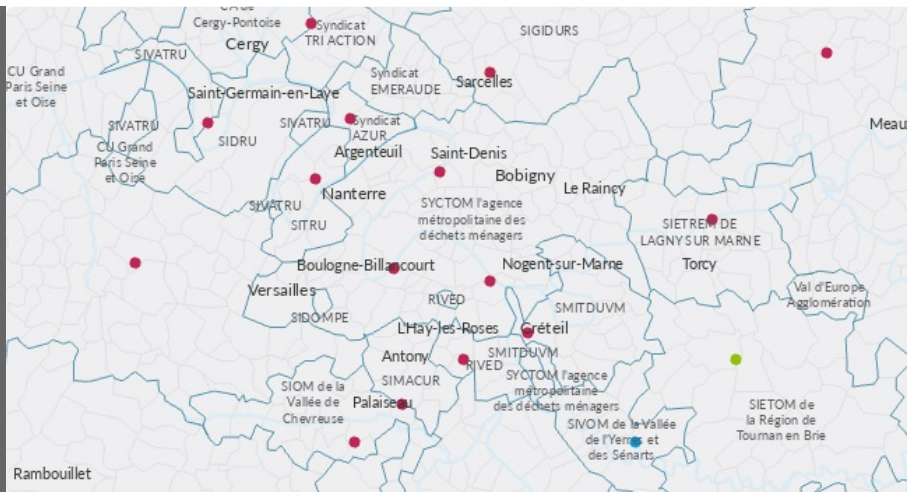 CA de
Cergy-Pontoise
Syndicat
TRI ACTION
SIGIDURS
Cergy
SIVATRU
CU Grand
Paris Seine
et Oise
Syndicat
EMERAUDE
Sarcelles
Saint-Germain-en-Laye
SIVATRU
SIDRU
SIVATRU
Syndicat
AZUR
Meau
CU Grand
Paris Seine
et Oise
Argenteuil
Saint-Denis
Bobigny
Le Raincy
Nanterre
SIVATRU
SITRU
SYCTOM l'agence
métropolitaine des
déchets ménagers
SIETREM DE
LAGNY SUR MARNE
Torcy
Boulogne-Billancourt
Nogent-sur-Marne
Versailles
Val d'Europe
Agglomération
RIVED
SMITDUVM
SIDOMPE
L'Hay-les-Roses
Créteil
Antony
RIVED
SMITDUVM
SIMACUR
SYCTOM l'agence
métropolitaine
des déchets ménagers
SIOM de la
Vallée de
Chevreuse
Palaiseau
SIVOM de la Vallée
de l'Yerres et
des Sénarts
SIETOM de
la Région de
Tournan en Brie
Rambouillet